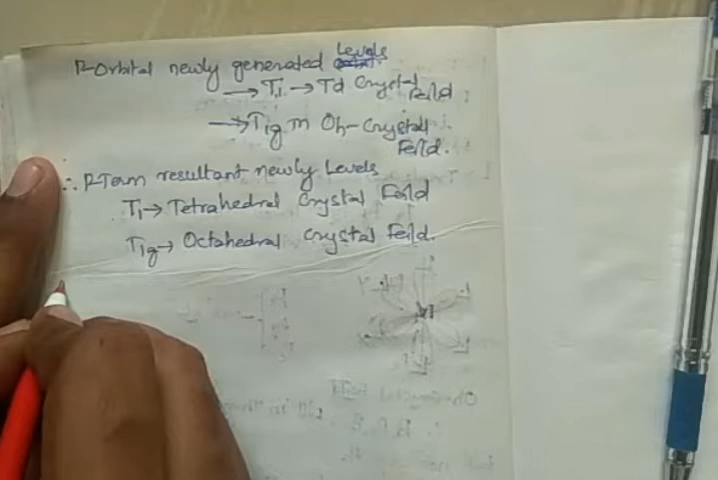 P-Orbital newly generated Levels
→ T1 → Td Crystal Feild
→ T1g in Oh-Crystal Feild.
∴ P-Term resultant newly Levels
T1 → Tetrahedral Crystal Feild
T1g → Octahedral Crystal Feild.